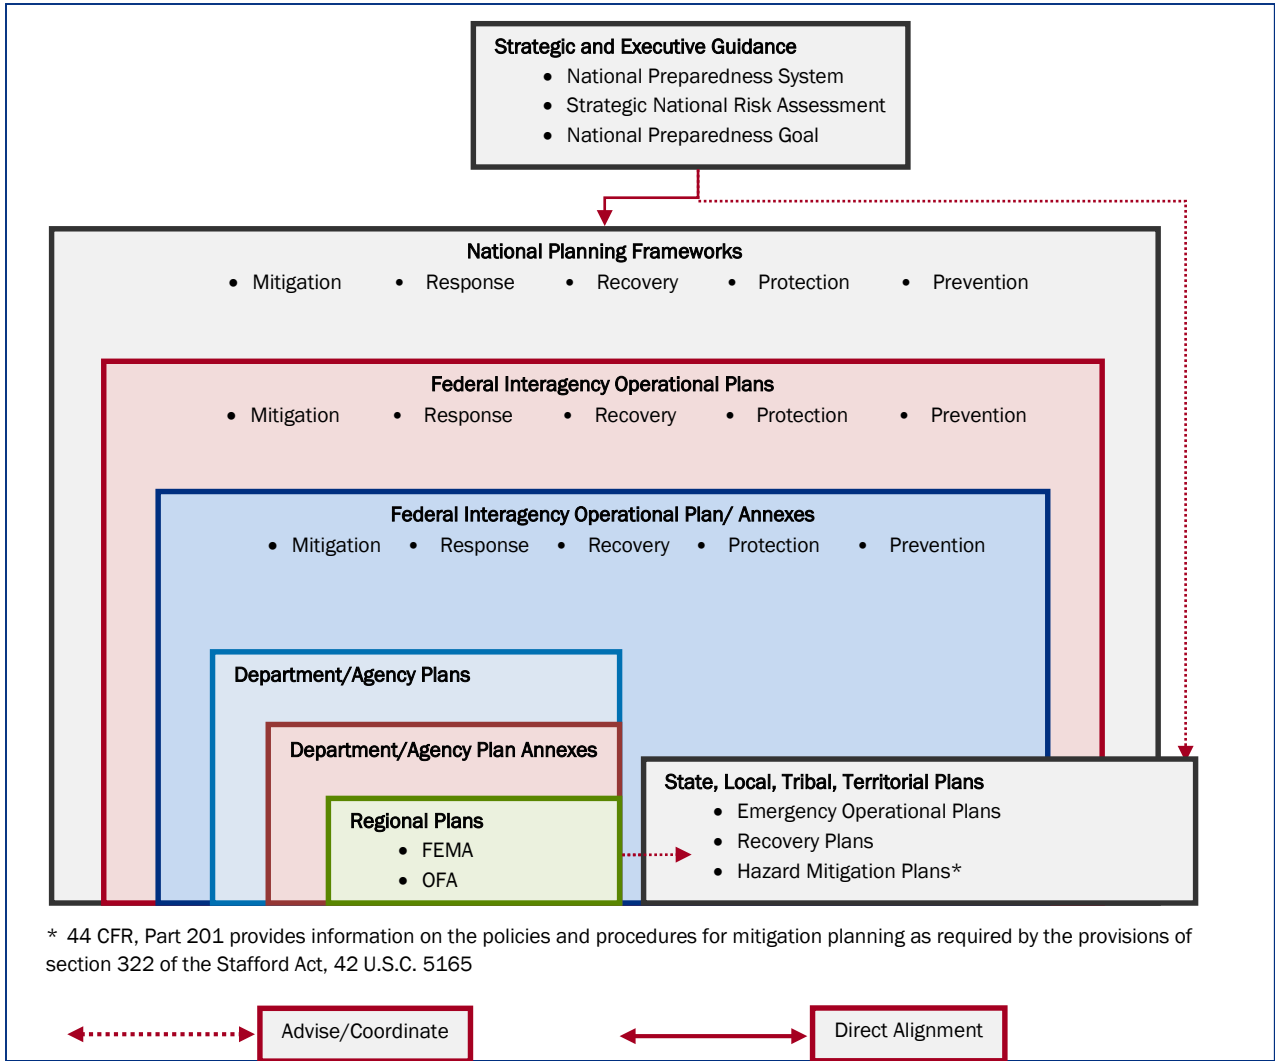 Strategic and Executive Guidance
• National Preparedness System
• Strategic National Risk Assessment
• National Preparedness Goal
National Planning Frameworks
• Mitigation • Response • Recovery • Protection • Prevention
Federal Interagency Operational Plans
• Mitigation • Response • Recovery • Protection • Prevention
Federal Interagency Operational Plan/ Annexes
• Mitigation • Response • Recovery • Protection • Prevention
Department/Agency Plans
Department/Agency Plan Annexes
Regional Plans
• FEMA
• OFA
State, Local, Tribal, Territorial Plans
• Emergency Operational Plans
• Recovery Plans
• Hazard Mitigation Plans*
* 44 CFR, Part 201 provides information on the policies and procedures for mitigation planning as required by the provisions of
section 322 of the Stafford Act, 42 U.S.C. 5165
Advise/Coordinate
Direct Alignment